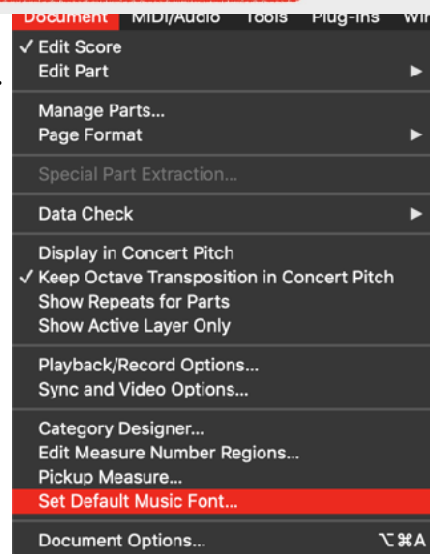 Document MIDI/Audio Tools Plug-ins
✓ Edit Score
Edit Part ▶
Manage Parts...
Page Format ▶
Special Part Extraction...
Data Check ▶
Display in Concert Pitch
✓ Keep Octave Transposition in Concert Pitch
Show Repeats for Parts
Show Active Layer Only
Playback/Record Options...
Sync and Video Options...
Category Designer...
Edit Measure Number Regions...
Pickup Measure...
Set Default Music Font...
Document Options... ⌥⌘A